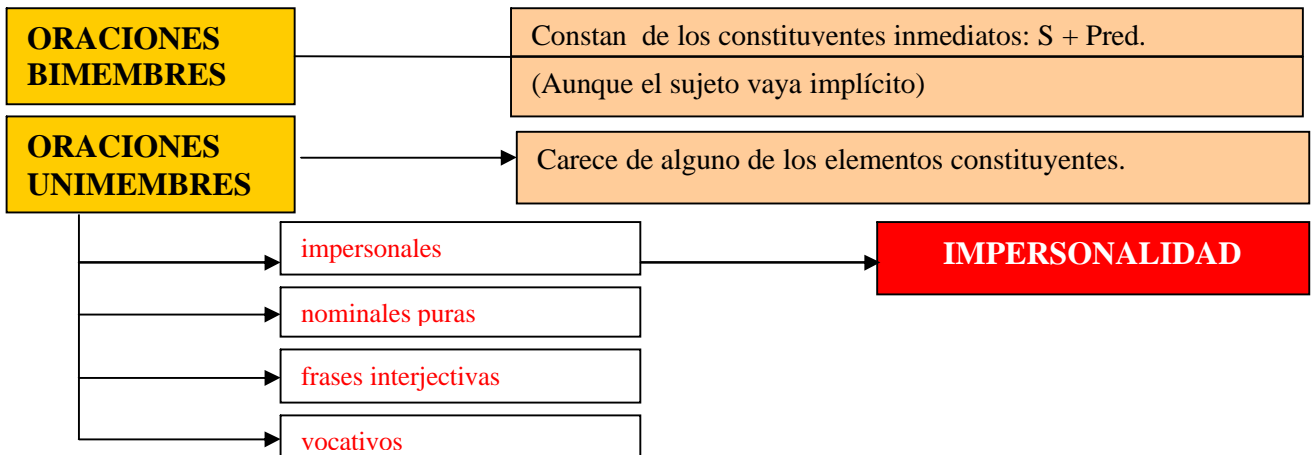 ORACIONES
BIMEMBRES
Constan de los constituventes inmediatos: S + Pred.
(Aunque el sujeto vaya implícito)
ORACIONES
UNIMEMBRES
Carece de alguno de los elementos constituyentes.
impersonales
IMPERSONALIDAD
nominales puras
frases interjectivas
vocativos